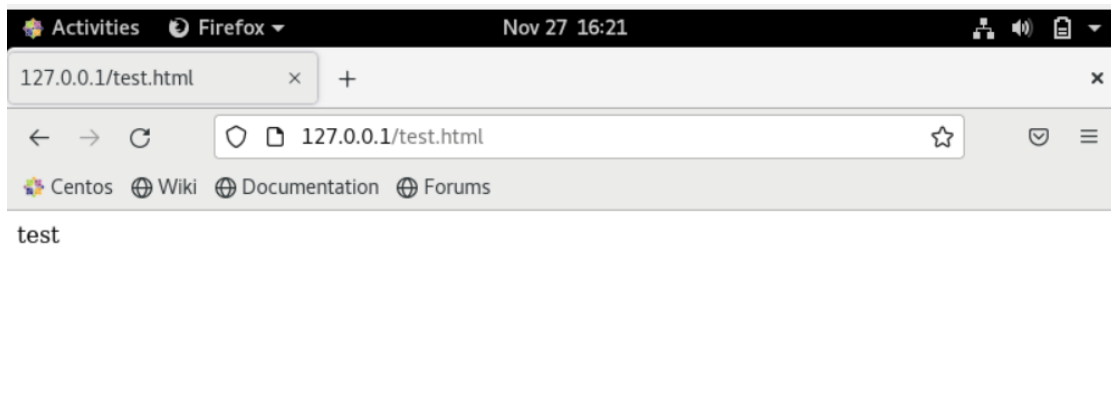 Activities Firefox Nov 27 16:21
127.0.0.1/test.html
127.0.0.1/test.html
Centos Wiki Documentation Forums
test